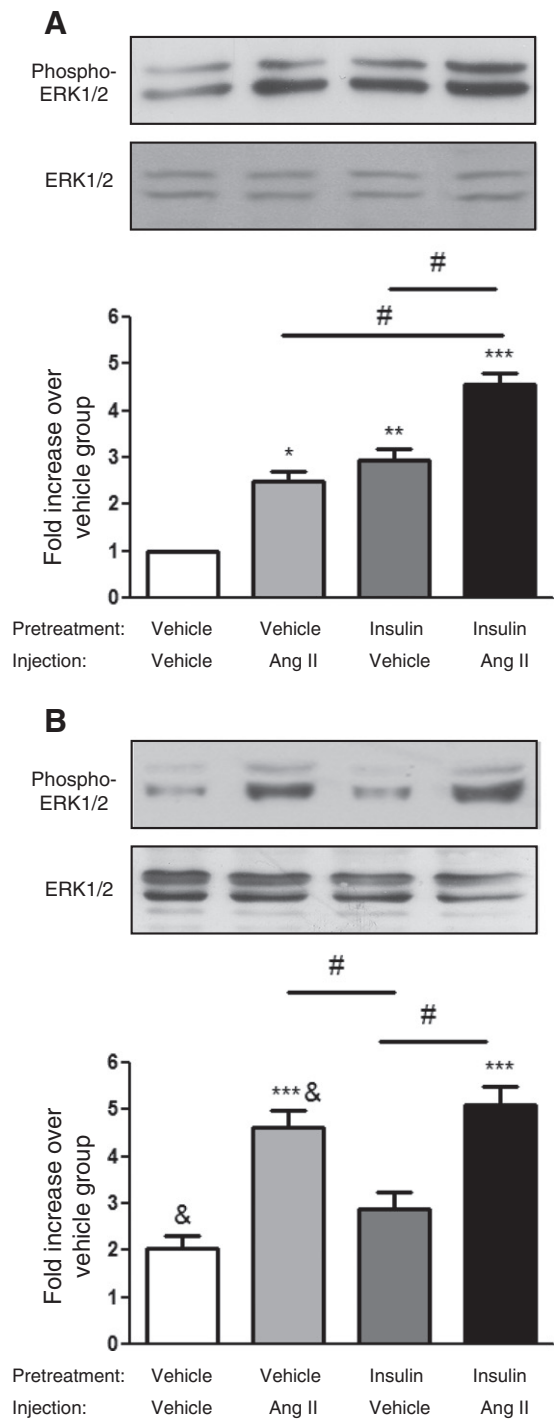 A
Phospho-
ERK1/2
ERK1/2
#
#
Fold increase over
vehicle group
6
5
4
3
2
1
0
*
**
***
Pretreatment: Vehicle Vehicle Insulin Insulin
Injection: Vehicle Ang II Vehicle Ang II
B
Phospho-
ERK1/2
ERK1/2
#
#
Fold increase over
vehicle group
6
5
4
3
2
1
0
&
*** &
***
Pretreatment: Vehicle Vehicle Insulin Insulin
Injection: Vehicle Ang II Vehicle Ang II